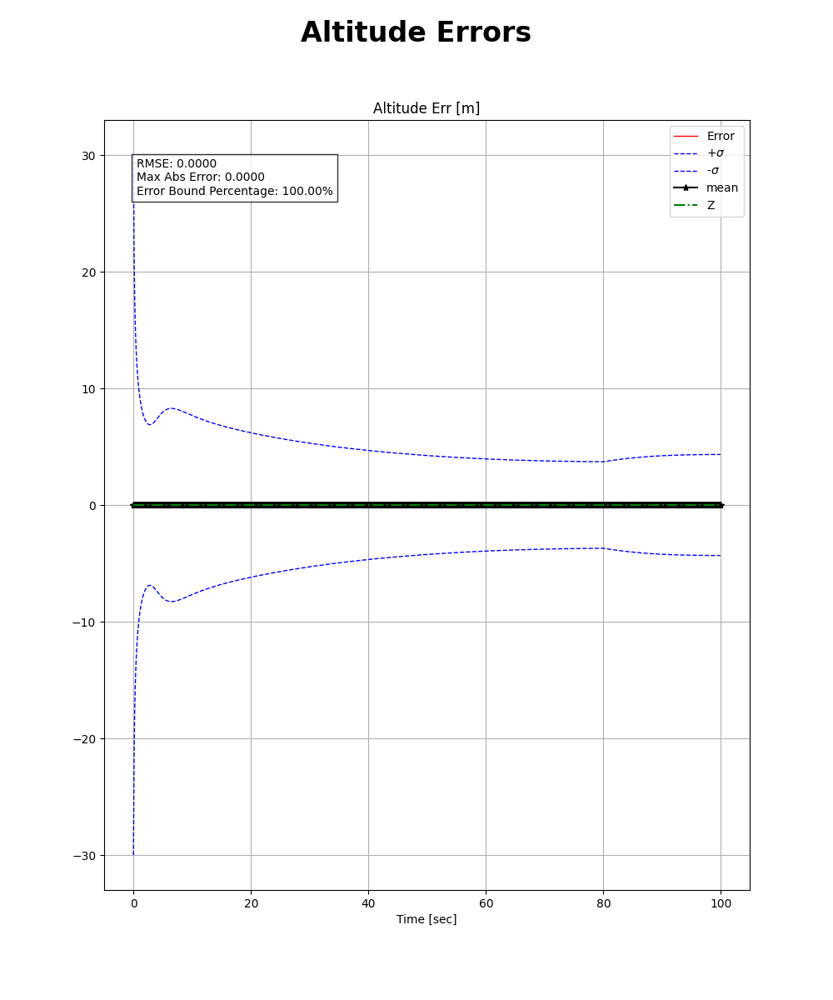 Altitude Errors
Altitude Err [m]
RMSE: 0.0000
Max Abs Error: 0.0000
Error Bound Percentage: 100.00%
Error
+σ
-σ
mean
Z
30
20
10
0
−10
−20
−30
0
20
40
60
80
100
Time [sec]